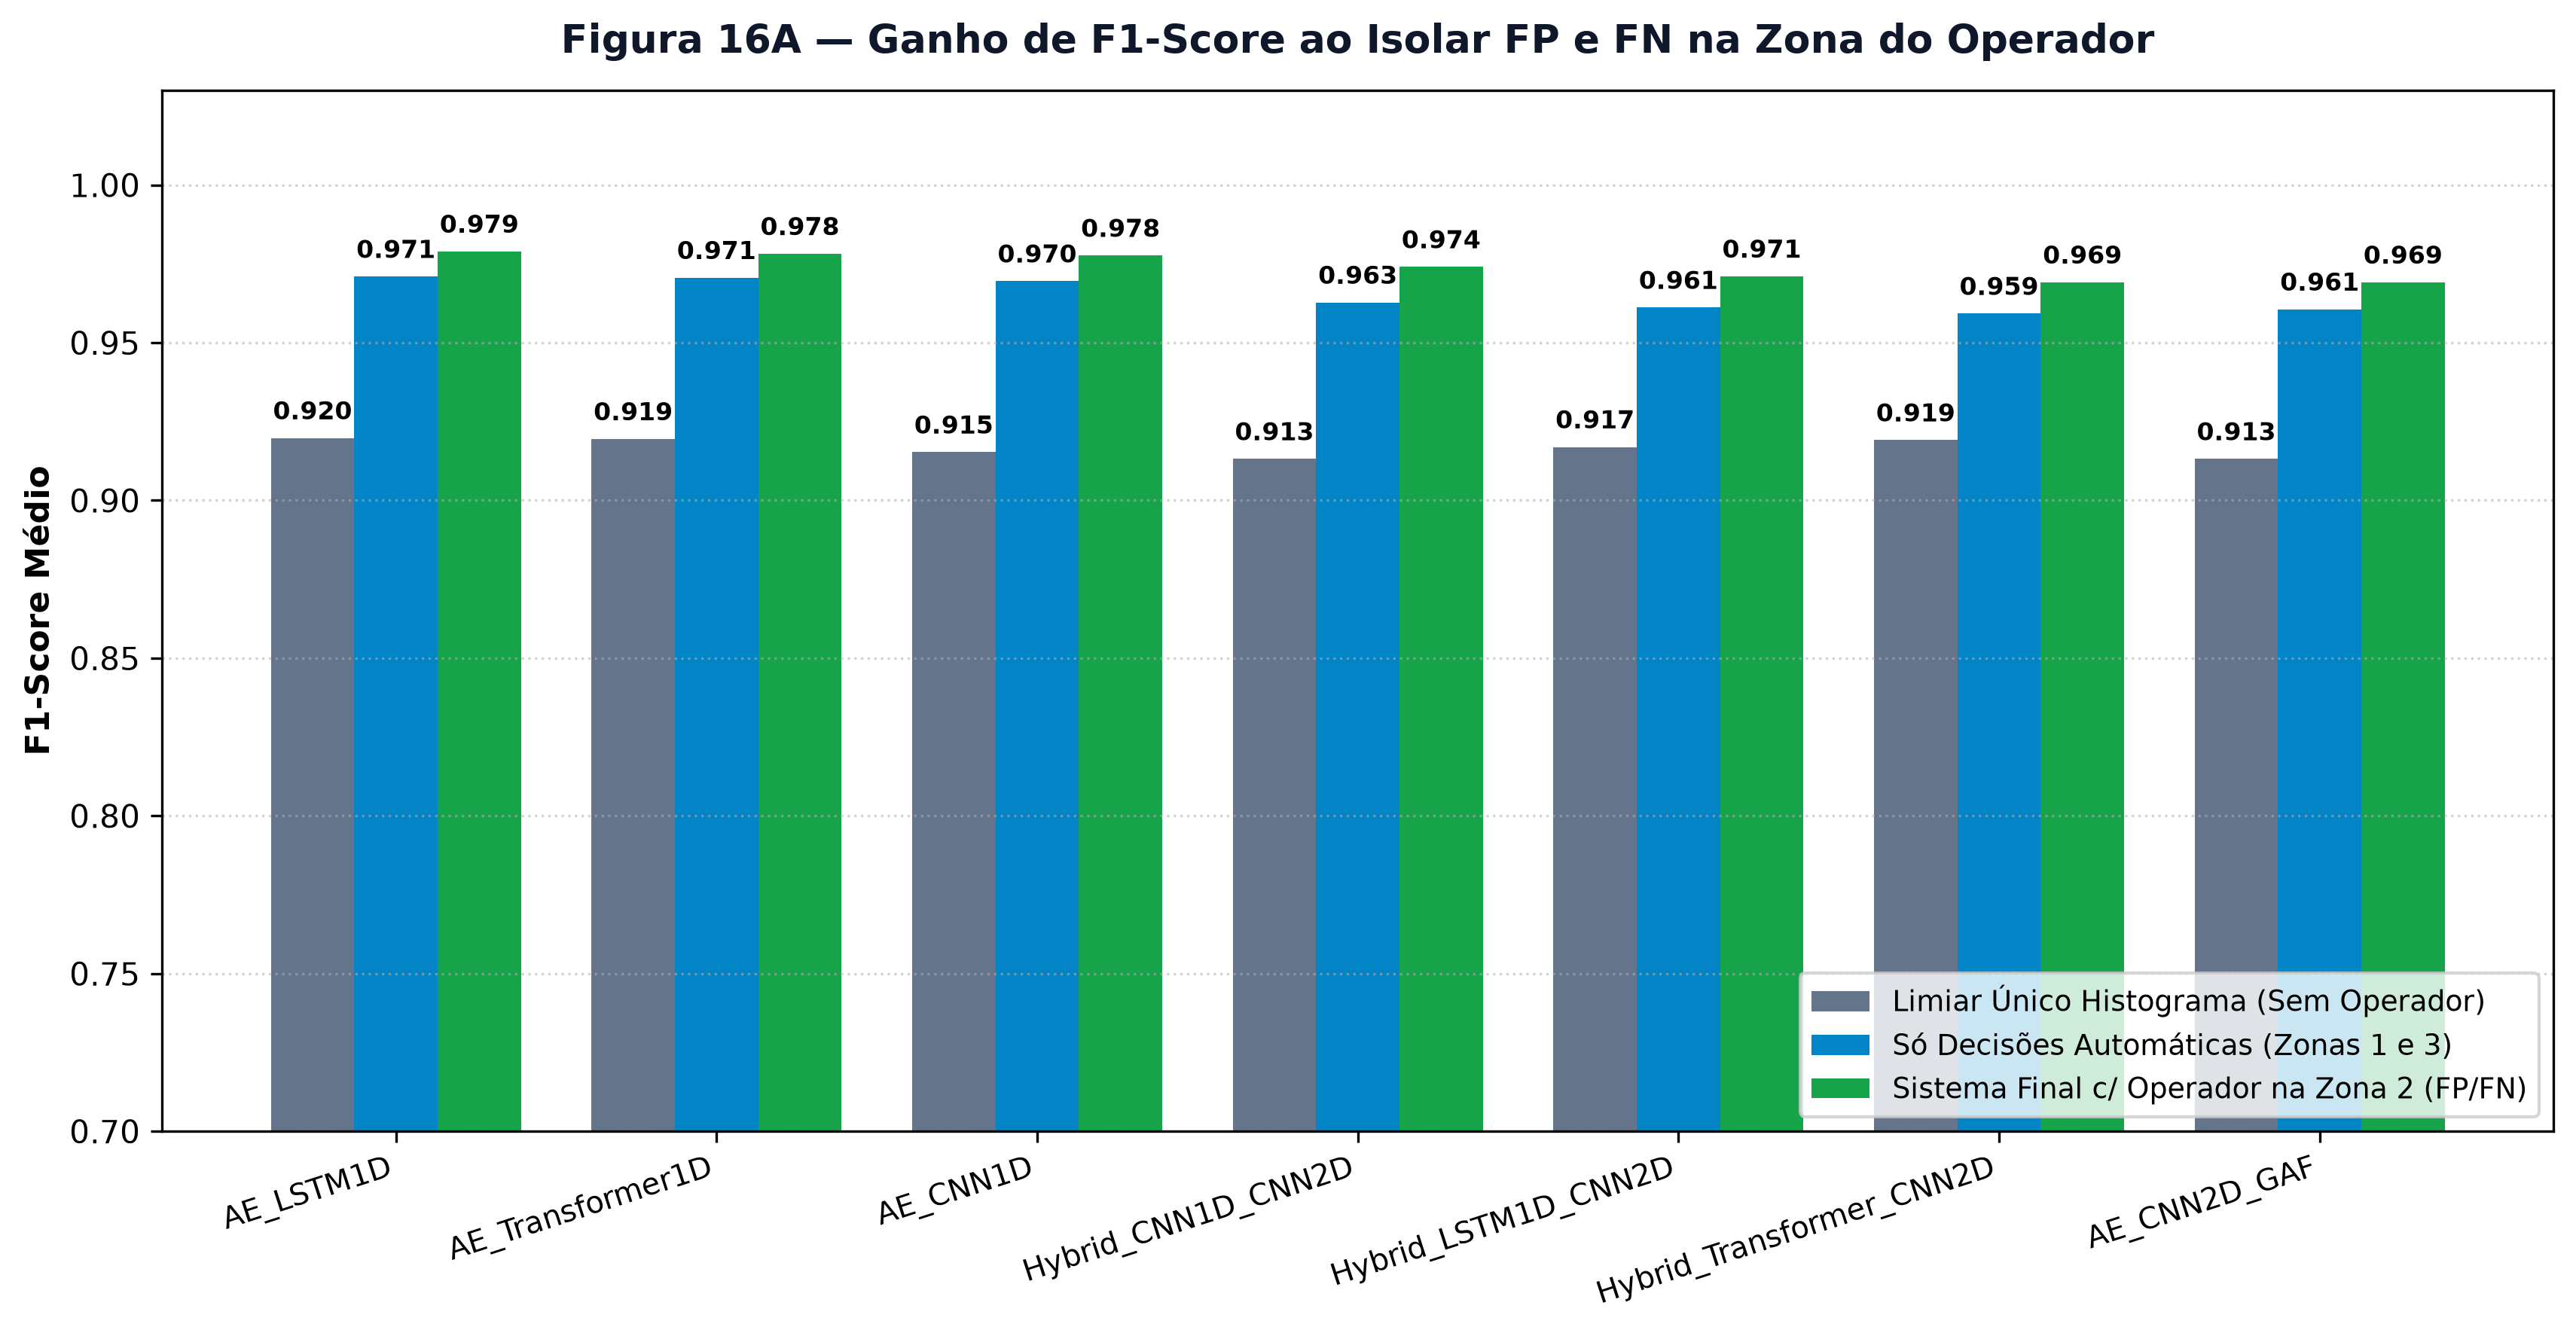 Figura 16A — Ganho de F1-Score ao Isolar FP e FN na Zona do Operador
F1-Score Médio
1.00
0.95
0.90
0.85
0.80
0.75
0.70
0.920
0.971
0.979
0.919
0.971
0.978
0.915
0.970
0.978
0.913
0.963
0.974
0.917
0.961
0.971
0.919
0.959
0.969
0.913
0.961
0.969
Limiar Único Histograma (Sem Operador)
Só Decisões Automáticas (Zonas 1 e 3)
Sistema Final c/ Operador na Zona 2 (FP/FN)
AE_LSTM1D
AE_Transformer1D
AE_CNN1D
Hybrid_CNN1D_CNN2D
Hybrid_LSTM1D_CNN2D
Hybrid_Transformer_CNN2D
AE_CNN2D_GAF